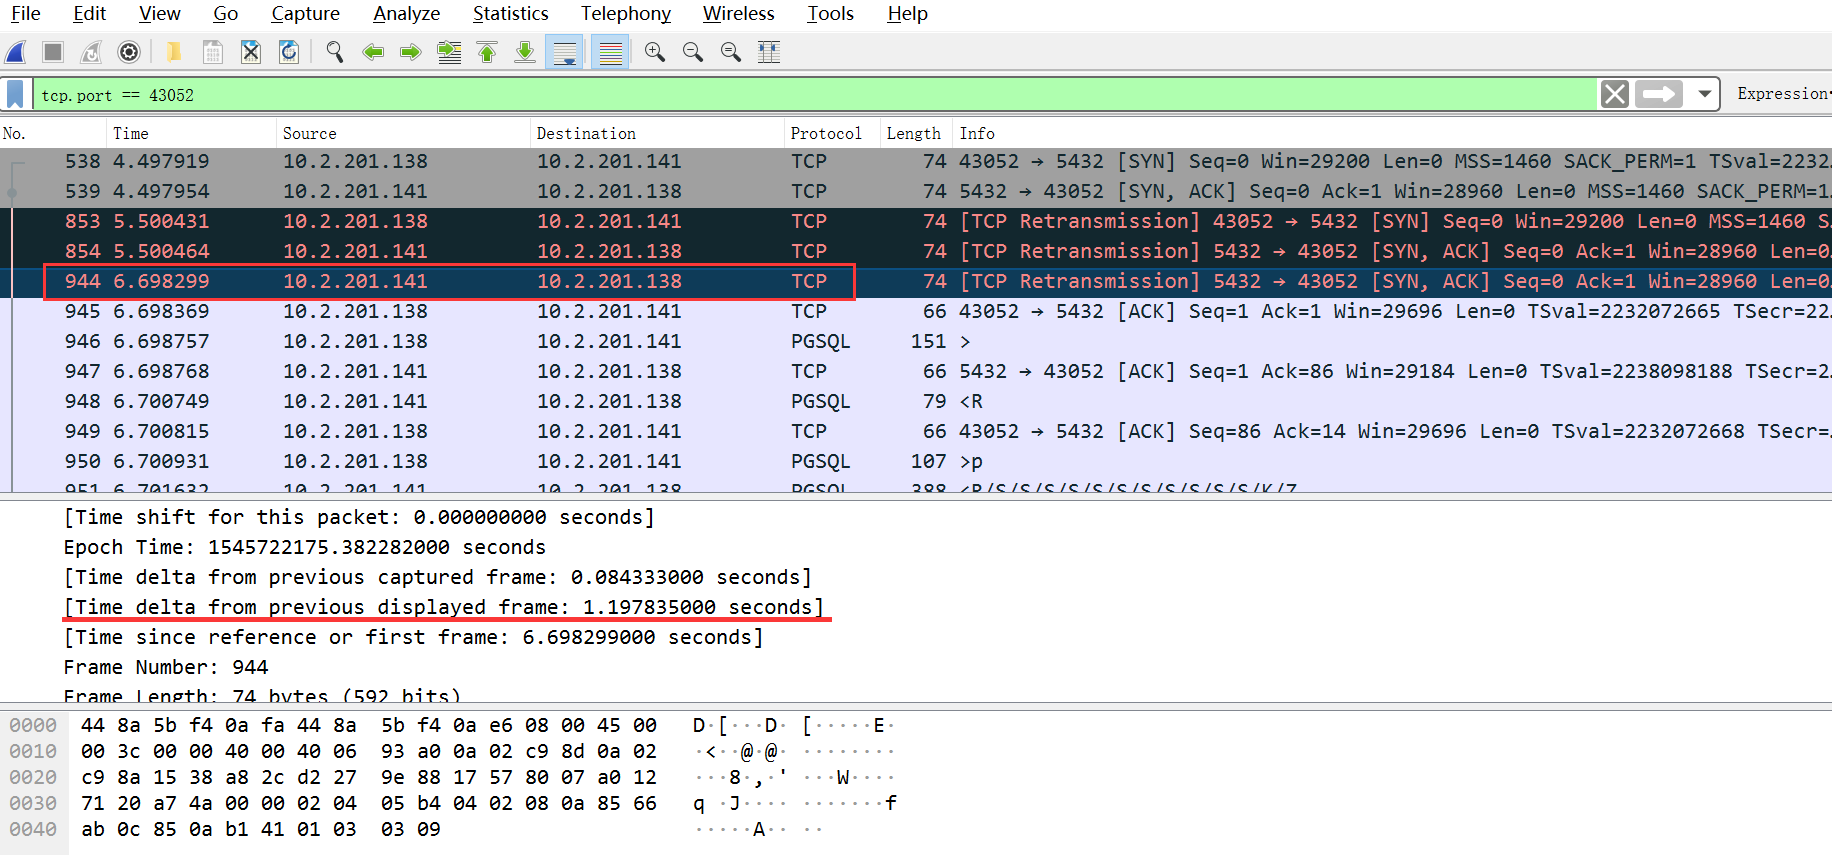 File Edit View Go Capture Analyze Statistics Telephony Wireless Tools Help
tcp.port == 43052 Expression
No. Time Source Destination Protocol Length Info
538 4.497919 10.2.201.138 10.2.201.141 TCP 74 43052 → 5432 [SYN] Seq=0 Win=29200 Len=0 MSS=1460 SACK_PERM=1 TSval=2232…
539 4.497954 10.2.201.141 10.2.201.138 TCP 74 5432 → 43052 [SYN, ACK] Seq=0 Ack=1 Win=28960 Len=0 MSS=1460 SACK_PERM=1…
853 5.500431 10.2.201.138 10.2.201.141 TCP 74 [TCP Retransmission] 43052 → 5432 [SYN] Seq=0 Win=29200 Len=0 MSS=1460 S…
854 5.500464 10.2.201.141 10.2.201.138 TCP 74 [TCP Retransmission] 5432 → 43052 [SYN, ACK] Seq=0 Ack=1 Win=28960 Len=0…
944 6.698299 10.2.201.141 10.2.201.138 TCP 74 [TCP Retransmission] 5432 → 43052 [SYN, ACK] Seq=0 Ack=1 Win=28960 Len=0…
945 6.698369 10.2.201.138 10.2.201.141 TCP 66 43052 → 5432 [ACK] Seq=1 Ack=1 Win=29696 Len=0 TSval=2232072665 TSecr=22…
946 6.698757 10.2.201.138 10.2.201.141 PGSQL 151 >
947 6.698768 10.2.201.141 10.2.201.138 TCP 66 5432 → 43052 [ACK] Seq=1 Ack=86 Win=29184 Len=0 TSval=2238098188 TSecr=2…
948 6.700749 10.2.201.141 10.2.201.138 PGSQL 79 <R
949 6.700815 10.2.201.138 10.2.201.141 TCP 66 43052 → 5432 [ACK] Seq=86 Ack=14 Win=29696 Len=0 TSval=2232072668 TSecr=…
950 6.700931 10.2.201.138 10.2.201.141 PGSQL 107 >p
951 6.701632 10.2.201.141 10.2.201.138 PGSQL 388 <R/S/S/S/S/S/S/S/S/S/S/S/K/Z
[Time shift for this packet: 0.000000000 seconds]
Epoch Time: 1545722175.382282000 seconds
[Time delta from previous captured frame: 0.084333000 seconds]
[Time delta from previous displayed frame: 1.197835000 seconds]
[Time since reference or first frame: 6.698299000 seconds]
Frame Number: 944
Frame Length: 74 bytes (592 bits)
0000 44 8a 5b f4 0a fa 44 8a 5b f4 0a e6 08 00 45 00 D·[···D· [·····E·
0010 00 3c 00 00 40 00 40 06 93 a0 0a 02 c9 8d 0a 02 ·<··@·@· ········
0020 c9 8a 15 38 a8 2c d2 27 9e 88 17 57 80 07 a0 12 ···8·,·' ···W····
0030 71 20 a7 4a 00 00 02 04 05 b4 04 02 08 0a 85 66 q ·J···· ·······f
0040 ab 0c 85 0a b1 41 01 03 03 09 ·····A·· ··